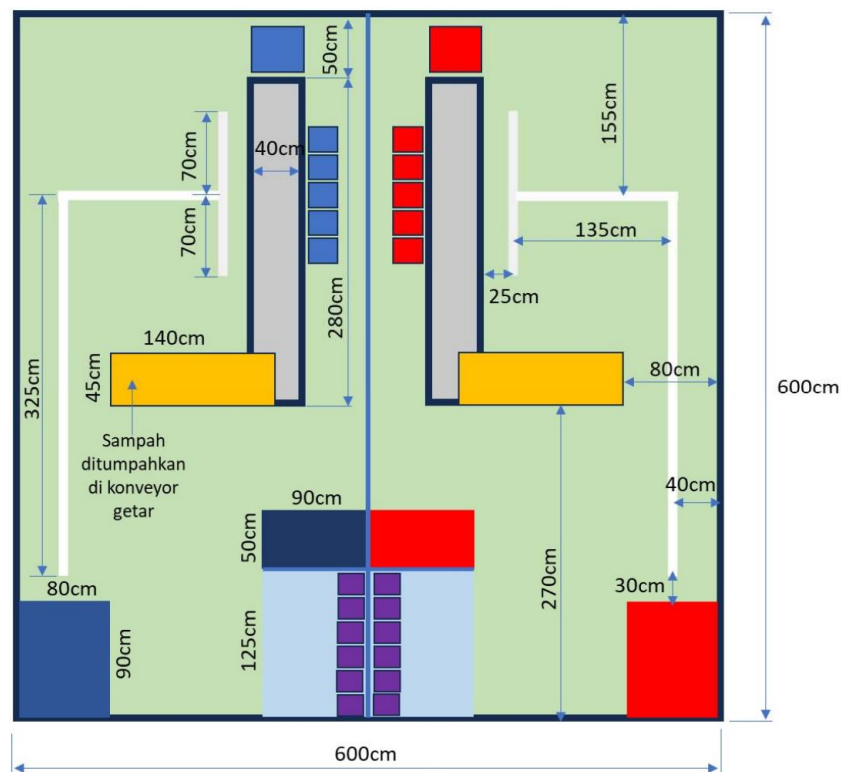 50cm
155cm
70cm
40cm
70cm
135cm
25cm
280cm
140cm
45cm
80cm
325cm
600cm
Sampah
ditumpahkan
di konveyor
getar
40cm
90cm
50cm
270cm
80cm
30cm
125cm
90cm
600cm